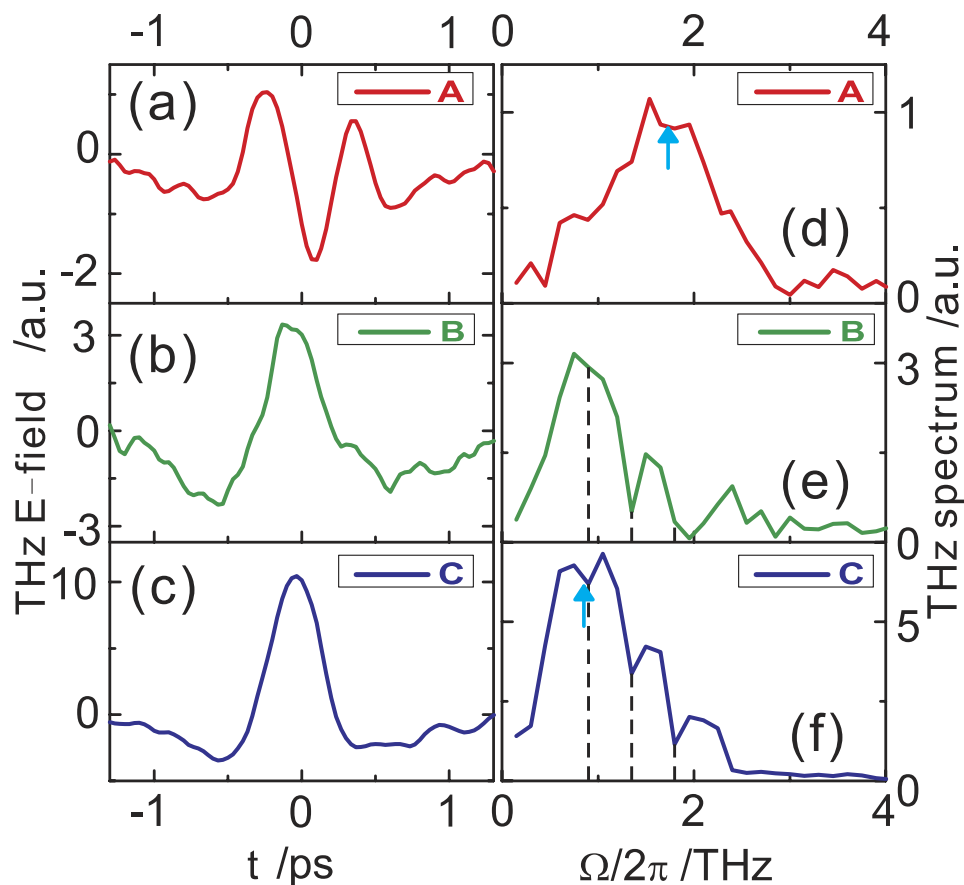 -1 0 1 0 2 4
(a) A
0
-2
A (d)
1
0
(b) B
3
0
-3
B (e)
3
0
(c) C
10
0
C (f)
5
0
-1 0 1 0 2 4
t /ps
Ω/2π /THz
THz E-field /a.u.
THz spectrum /a.u.